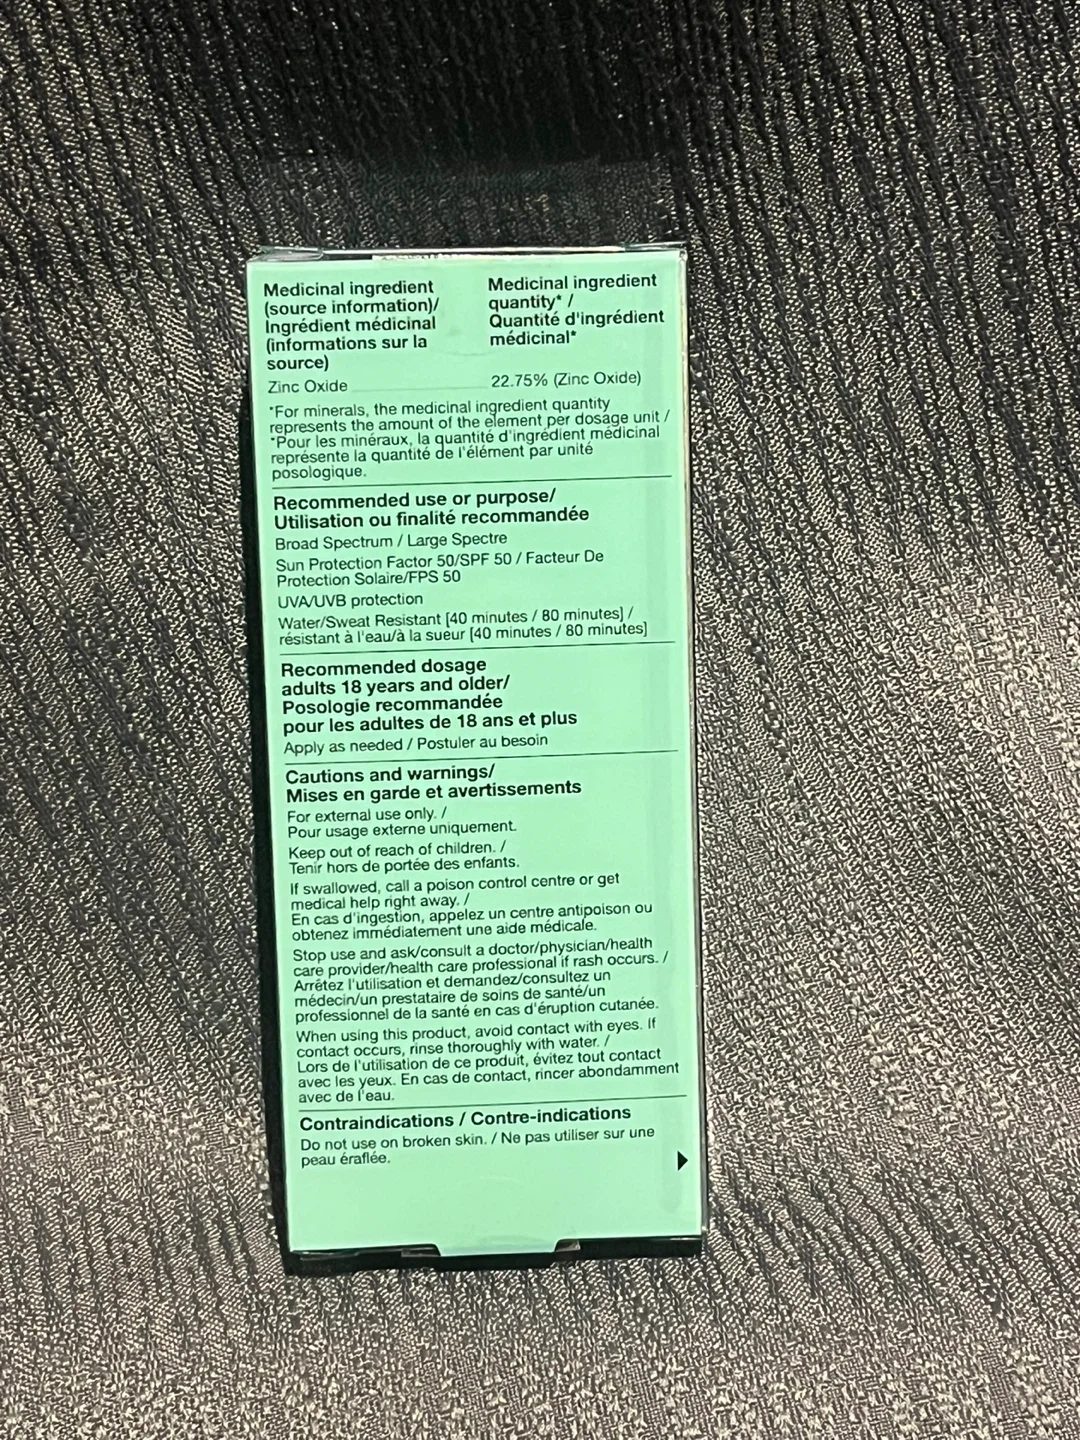 Medicinal ingredient
(source information)/
Ingrédient médicinal
(informations sur la
source)
Medicinal ingredient
quantity* /
Quantité d'ingrédient
médicinal*
Zinc Oxide 22.75% (Zinc Oxide)
*For minerals, the medicinal ingredient quantity
represents the amount of the element per dosage unit /
*Pour les minéraux, la quantité d'ingrédient médicinal
représente la quantité de l'élément par unité
posologique.
Recommended use or purpose/
Utilisation ou finalité recommandée
Broad Spectrum / Large Spectre
Sun Protection Factor 50/SPF 50 / Facteur De
Protection Solaire/FPS 50
UVA/UVB protection
Water/Sweat Resistant [40 minutes / 80 minutes] /
résistant à l'eau/à la sueur [40 minutes / 80 minutes]
Recommended dosage
adults 18 years and older/
Posologie recommandée
pour les adultes de 18 ans et plus
Apply as needed / Postuler au besoin
Cautions and warnings/
Mises en garde et avertissements
For external use only. /
Pour usage externe uniquement.
Keep out of reach of children. /
Tenir hors de portée des enfants.
If swallowed, call a poison control centre or get
medical help right away. /
En cas d'ingestion, appelez un centre antipoison ou
obtenez immédiatement une aide médicale.
Stop use and ask/consult a doctor/physician/health
care provider/health care professional if rash occurs. /
Arrêtez l'utilisation et demandez/consultez un
médecin/un prestataire de soins de santé/un
professionnel de la santé en cas d'éruption cutanée.
When using this product, avoid contact with eyes. If
contact occurs, rinse thoroughly with water. /
Lors de l'utilisation de ce produit, évitez tout contact
avec les yeux. En cas de contact, rincer abondamment
avec de l'eau.
Contraindications / Contre-indications
Do not use on broken skin. / Ne pas utiliser sur une
peau éraflée.